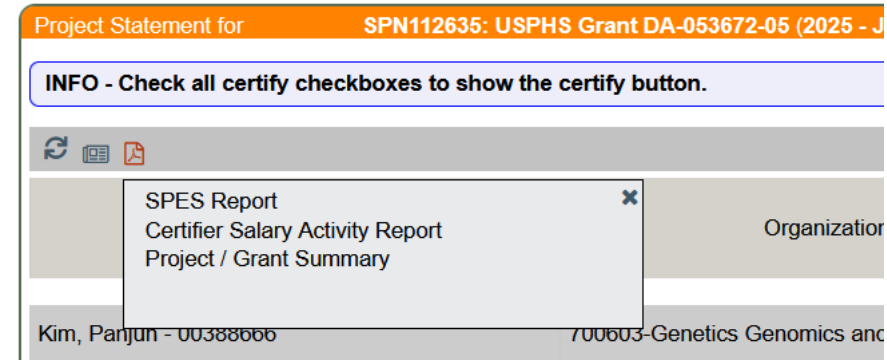 Project Statement for SPN112635: USPHS Grant DA-053672-05 (2025 - J
INFO - Check all certify checkboxes to show the certify button.
SPES Report
Certifier Salary Activity Report
Organization
Project / Grant Summary
Kim, Panjun - 00388666 700603-Genetics Genomics and